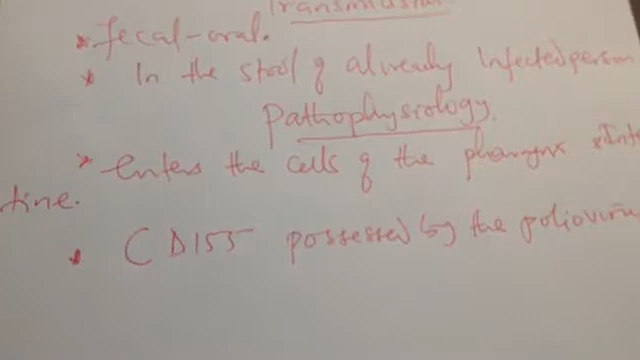 Transmission
* fecal-oral.
* In the stool of already Infected person
Pathophysiology.
* enters the cells of the pharynx & Intes
tine.
* CD155 possessed by the poliovirus